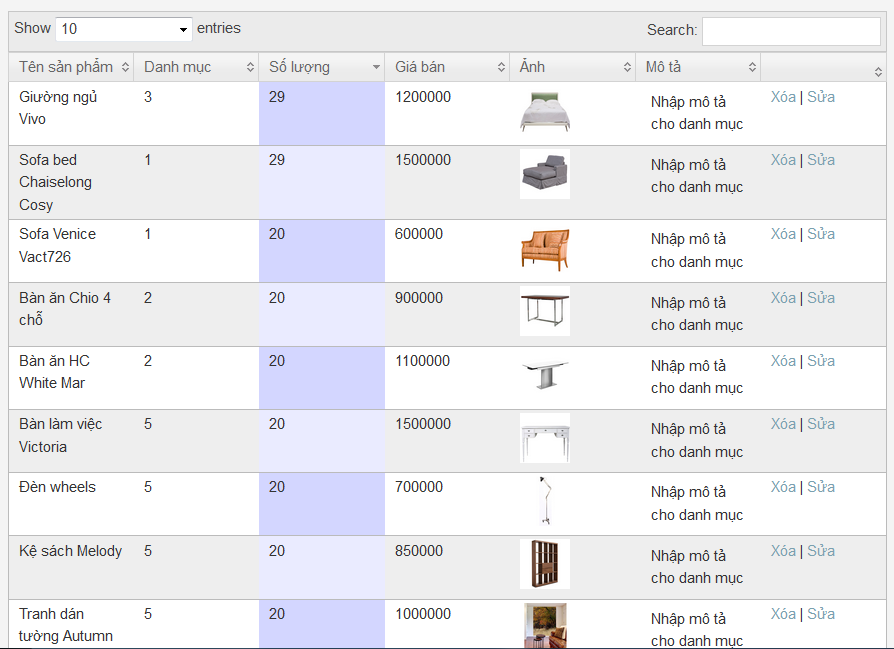 Show 10 entries Search:
Tên sản phẩm Danh mục Số lượng Giá bán Ảnh Mô tả
Giường ngủ Vivo 3 29 1200000 Nhập mô tả cho danh mục Xóa | Sửa
Sofa bed Chaiselong Cosy 1 29 1500000 Nhập mô tả cho danh mục Xóa | Sửa
Sofa Venice Vact726 1 20 600000 Nhập mô tả cho danh mục Xóa | Sửa
Bàn ăn Chio 4 chỗ 2 20 900000 Nhập mô tả cho danh mục Xóa | Sửa
Bàn ăn HC White Mar 2 20 1100000 Nhập mô tả cho danh mục Xóa | Sửa
Bàn làm việc Victoria 5 20 1500000 Nhập mô tả cho danh mục Xóa | Sửa
Đèn wheels 5 20 700000 Nhập mô tả cho danh mục Xóa | Sửa
Kệ sách Melody 5 20 850000 Nhập mô tả cho danh mục Xóa | Sửa
Tranh dán tường Autumn 5 20 1000000 Nhập mô tả cho danh mục Xóa | Sửa